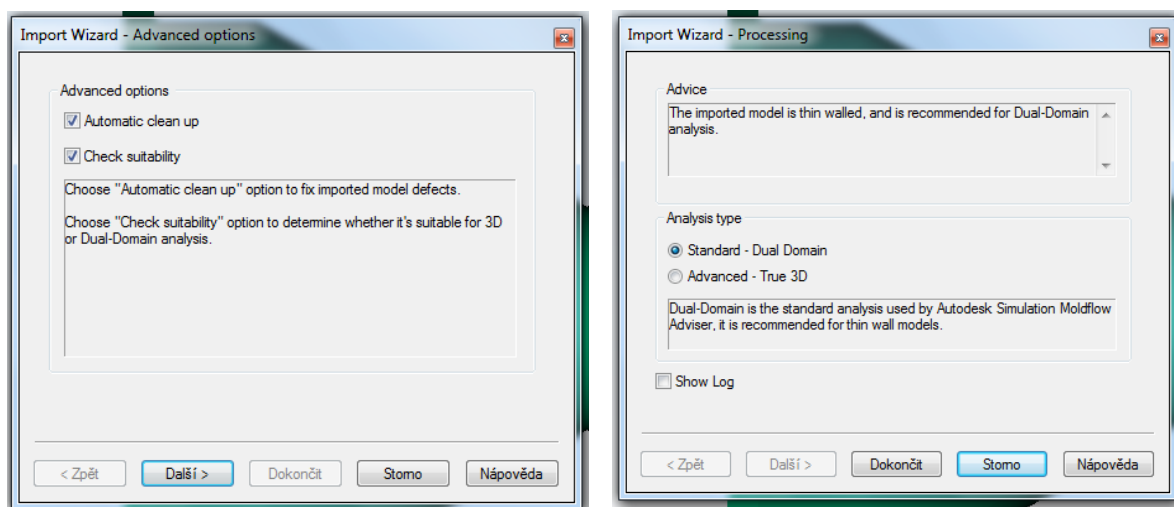 Import Wizard - Advanced options
Advanced options
Automatic clean up
Check suitability
Choose "Automatic clean up" option to fix imported model defects.
Choose "Check suitability" option to determine whether it's suitable for 3D
or Dual-Domain analysis.
< Zpět
Další >
Dokončit
Storno
Nápověda
Import Wizard - Processing
Advice
The imported model is thin walled, and is recommended for Dual-Domain
analysis.
Analysis type
Standard - Dual Domain
Advanced - True 3D
Dual-Domain is the standard analysis used by Autodesk Simulation Moldflow
Adviser, it is recommended for thin wall models.
Show Log
< Zpět
Další >
Dokončit
Storno
Nápověda